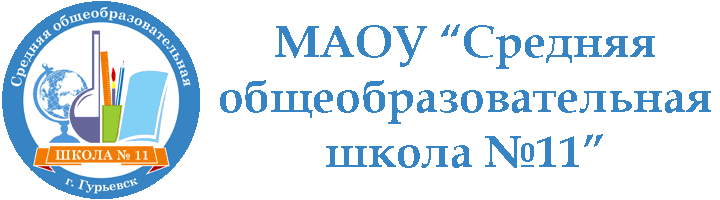 Средняя общеобразовательная
ШКОЛА № 11
г. Гурьевск
МАОУ “Средняя
общеобразовательная
школа №11”